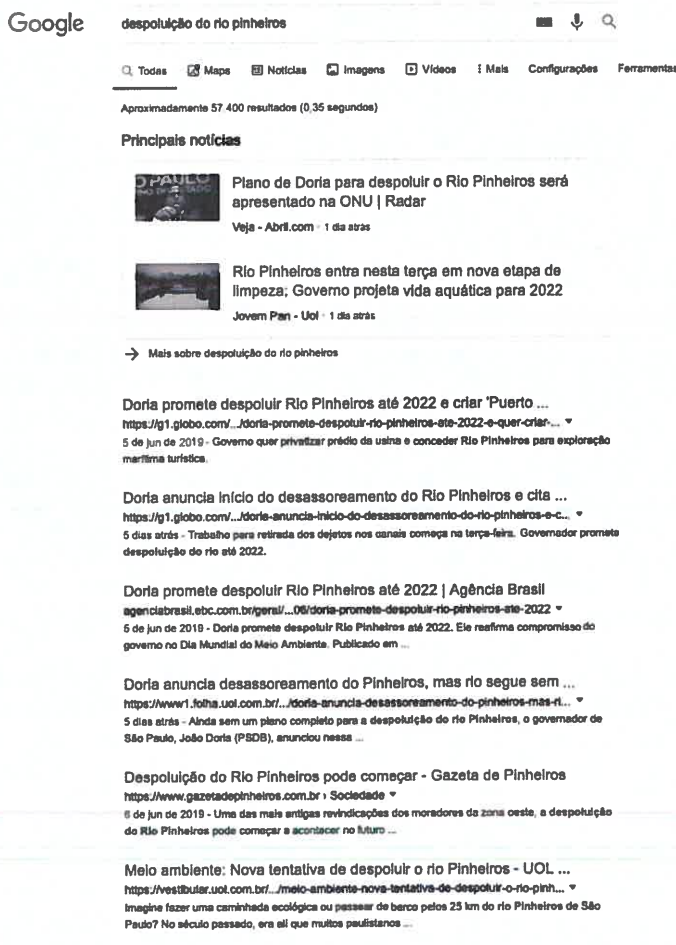 Google
despoluição do rio pinheiros
Todas Maps Notícias Imagens Vídeos Mais Configurações Ferramentas
Aproximadamente 57.400 resultados (0,35 segundos)
Principais notícias
Plano de Doria para despoluir o Rio Pinheiros será
apresentado na ONU | Radar
Veja - Abril.com · 1 dia atrás
Rio Pinheiros entra nesta terça em nova etapa de
limpeza; Governo projeta vida aquática para 2022
Jovem Pan - Uol · 1 dia atrás
→ Mais sobre despoluição do rio pinheiros
Doria promete despoluir Rio Pinheiros até 2022 e criar 'Puerto ...
https://g1.globo.com/.../doria-promete-despoluir-rio-pinheiros-ate-2022-e-quer-criar-...
5 de jun de 2019 - Governo quer privatizar prédio da usina e conceder Rio Pinheiros para exploração
marítima turística.
Doria anuncia início do desassoreamento do Rio Pinheiros e cita ...
https://g1.globo.com/.../doria-anuncia-inicio-do-desassoreamento-do-rio-pinheiros-e-c...
5 dias atrás - Trabalho para retirada dos dejetos nos canais começa na terça-feira. Governador promete
despoluição do rio até 2022.
Doria promete despoluir Rio Pinheiros até 2022 | Agência Brasil
agenciabrasil.ebc.com.br/geral/...06/doria-promete-despoluir-rio-pinheiros-ate-2022
5 de jun de 2019 - Doria promete despoluir Rio Pinheiros até 2022. Ele reafirma compromisso do
governo no Dia Mundial do Meio Ambiente. Publicado em ...
Doria anuncia desassoreamento do Pinheiros, mas rio segue sem ...
https://www1.folha.uol.com.br/.../doria-anuncia-desassoreamento-do-pinheiros-mas-ri...
5 dias atrás - Ainda sem um plano completo para a despoluição do rio Pinheiros, o governador de
São Paulo, João Doria (PSDB), anunciou nessa ...
Despoluição do Rio Pinheiros pode começar - Gazeta de Pinheiros
https://www.gazetadepinheiros.com.br › Sociedade
6 de jun de 2019 - Uma das mais antigas revindicações dos moradores da zona oeste, a despoluição
do Rio Pinheiros pode começar a acontecer no futuro ...
Meio ambiente: Nova tentativa de despoluir o rio Pinheiros - UOL ...
https://vestibular.uol.com.br/.../meio-ambiente-nova-tentativa-de-despoluir-o-rio-pinh...
Imagine fazer uma caminhada ecológica ou passear de barco pelos 25 km do rio Pinheiros de São
Paulo? No século passado, era ali que muitos paulistanos ...